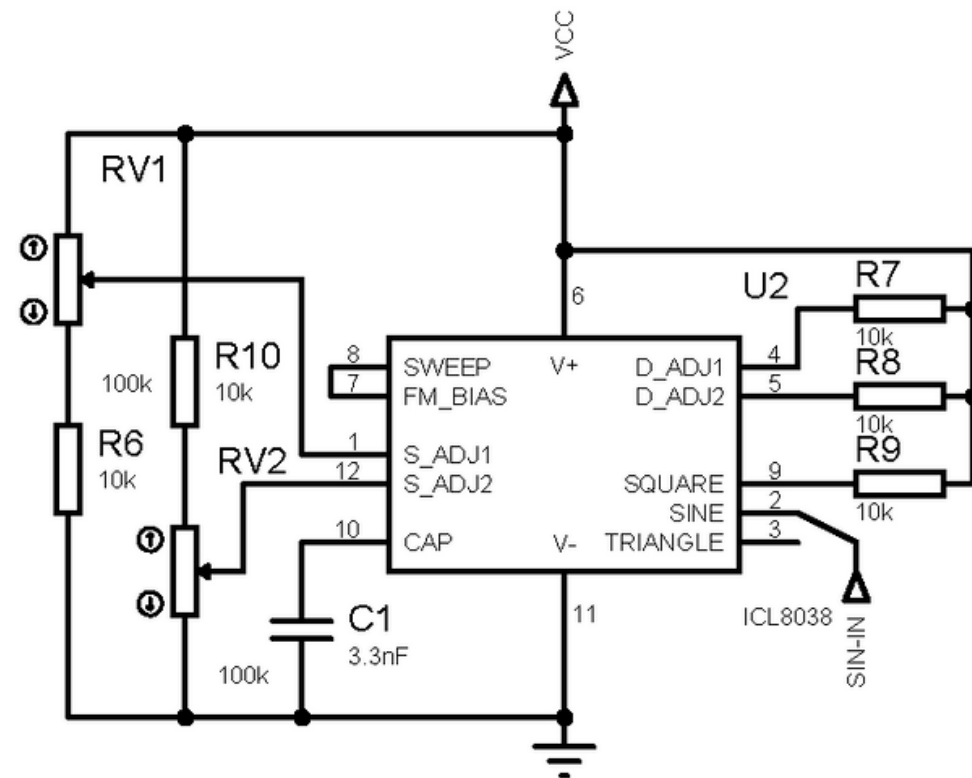 VCC
RV1
U2
R7
6
10k
8
SWEEP
V+
D_ADJ1
4
R10
100k
10k
7
FM_BIAS
D_ADJ2
5
R8
10k
R6
10k
RV2
1
S_ADJ1
12
S_ADJ2
R9
SQUARE
9
10k
SINE
2
10
CAP
V-
TRIANGLE
3
C1
3.3nF
100k
11
ICL8038
SIN-IN